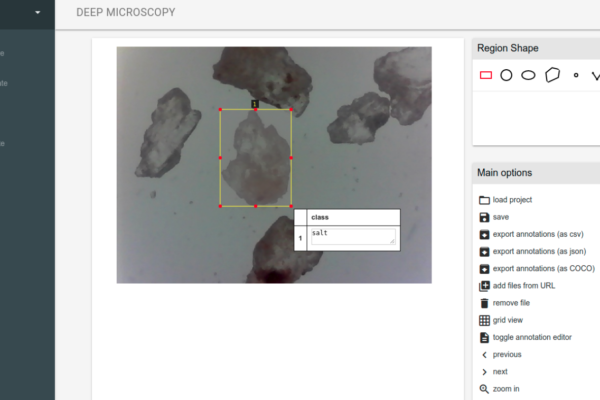 DEEP MICROSCOPY
Region Shape
1
class
1
salt
Main options
load project
save
export annotations (as csv)
export annotations (as json)
export annotations (as COCO)
add files from URL
remove file
grid view
toggle annotation editor
previous
next
zoom in